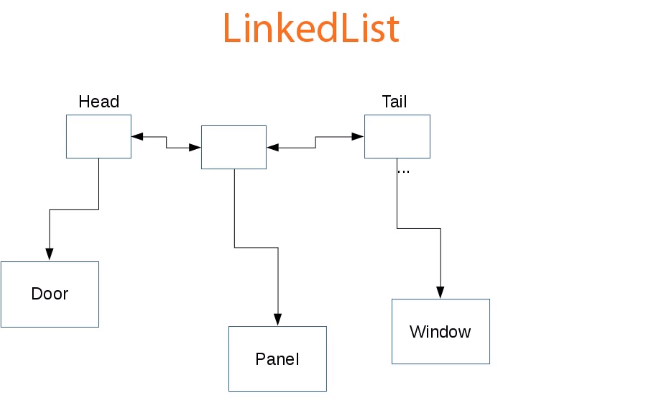 LinkedList
Head
Tail
...
Door
Window
Panel